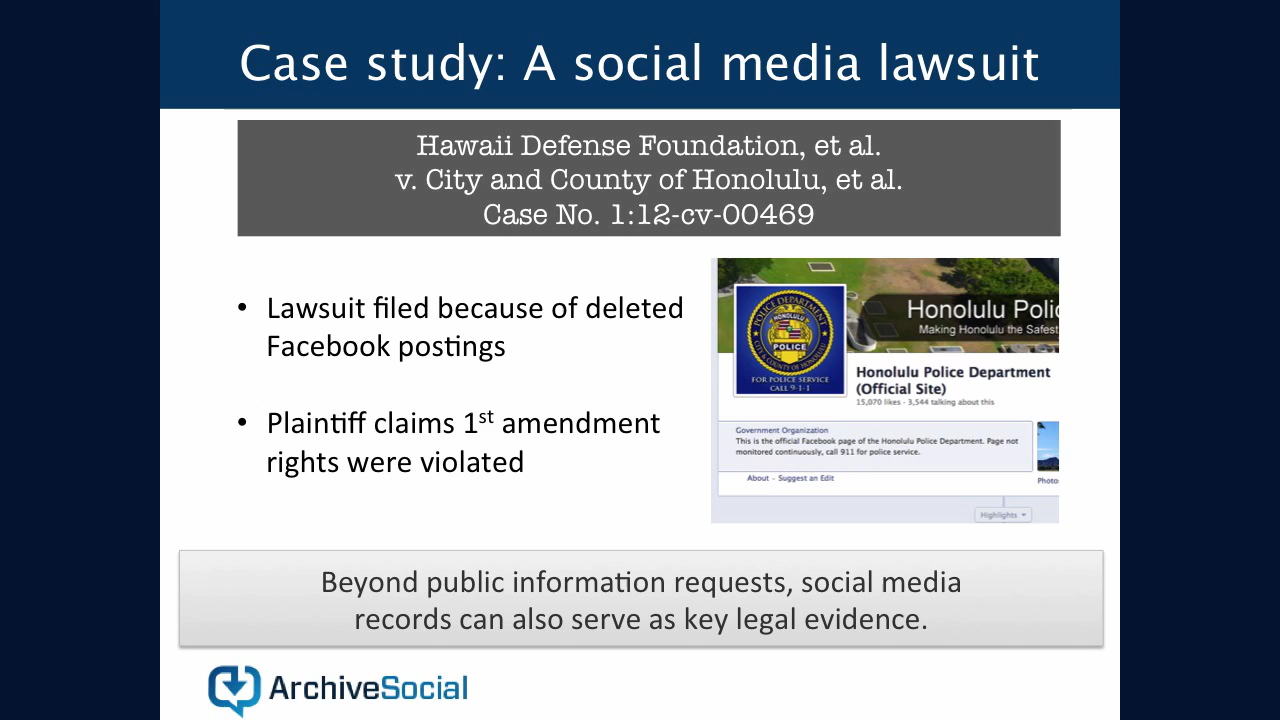 Case study: A social media lawsuit
Hawaii Defense Foundation, et al.
v. City and County of Honolulu, et al.
Case No. 1:12-cv-00469
• Lawsuit filed because of deleted
Facebook postings
• Plaintiff claims 1st amendment
rights were violated
Honolulu Polic
Making Honolulu the Safest
POLICE DEPARTMENT
HONOLULU
POLICE
CITY & COUNTY OF HONOLULU
FOR POLICE SERVICE
CALL 9-1-1
Honolulu Police Department
(Official Site)
15,070 likes · 3,544 talking about this
Government Organization
This is the official Facebook page of the Honolulu Police Department. Page not
monitored continuously, call 911 for police service.
About – Suggest an Edit
Photo
Highlights
Beyond public information requests, social media
records can also serve as key legal evidence.
ArchiveSocial